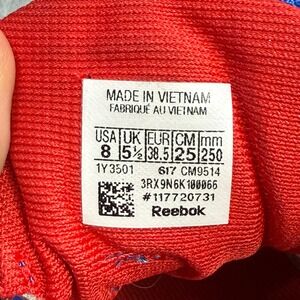 MADE IN VIETNAM
FABRIQUÉ AU VIETNAM
USA UK EUR CM mm
8 5½ 38.5 25 250
1Y3501 617 CM9514
3RX9N6K100066
#117720731
Reebok